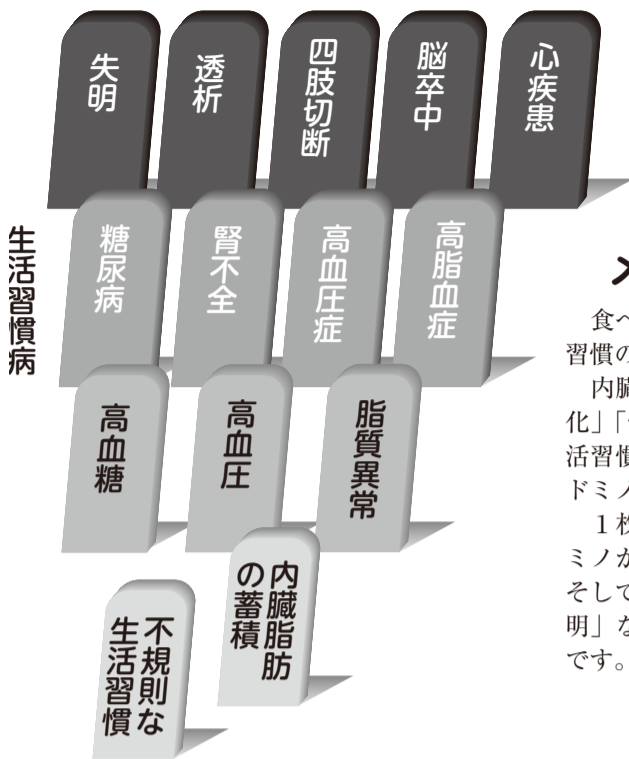 失明
透析
四肢切断
脳卒中
心疾患
生活習慣病
糖尿病
腎不全
高血圧症
高脂血症
高血糖
高血圧
脂質異常
内臓脂肪
の蓄積
不規則な
生活習慣
メ
食べ
習慣の
内臓
化」「
活習慣
ドミノ
1枚
ミノが
そして
明」な
です。